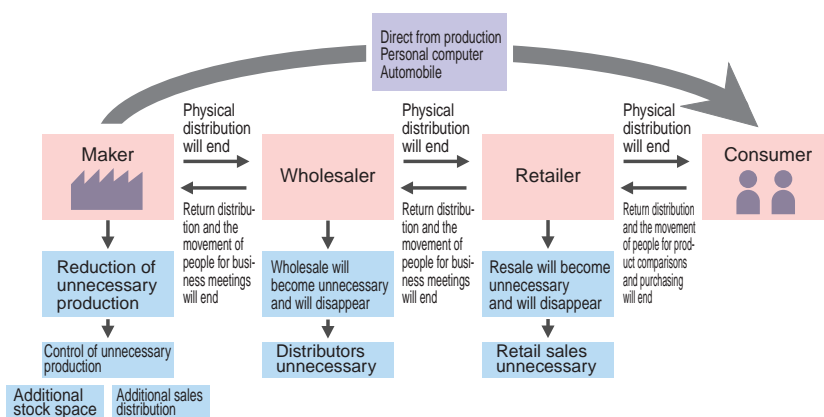 Direct from production
Personal computer
Automobile
Physical
distribution
will end
Physical
distribution
will end
Physical
distribution
will end
Maker
Wholesaler
Retailer
Consumer
Return distribu-
tion and the
movement of
people for busi-
ness meetings
will end
Return distribu-
tion and the
movement of
people for busi-
ness meetings
will end
Return distribution
and the movement
of people for prod-
uct comparisons
and purchasing
will end
Reduction of
unnecessary
production
Wholesale will
become unnecessary
and will disappear
Resale will become
unnecessary
and will disappear
Control of unnecessary
production
Distributors
unnecessary
Retail sales
unnecessary
Additional
stock space
Additional sales
distribution